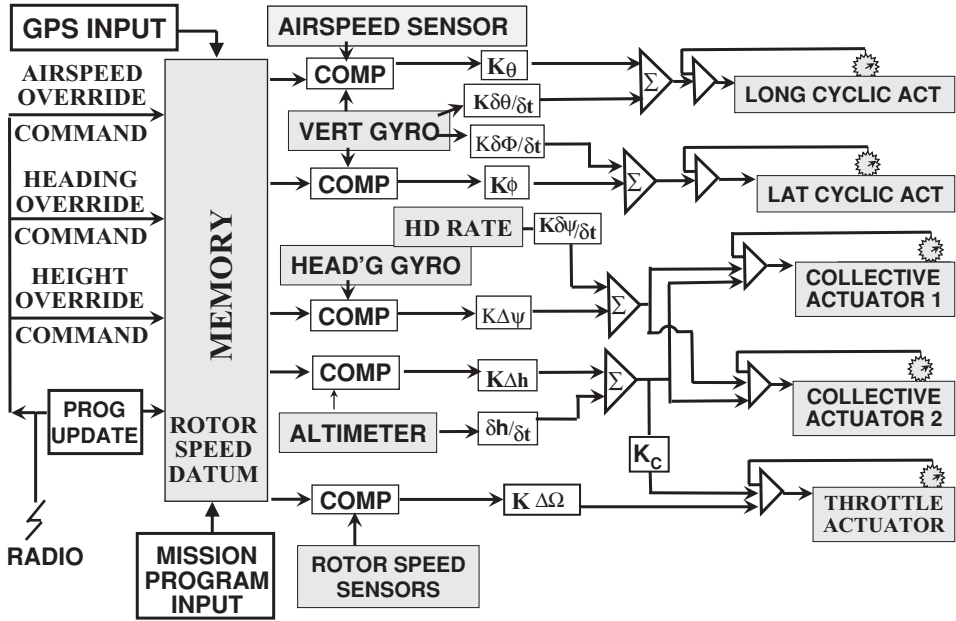 GPS INPUT
AIRSPEED SENSOR
AIRSPEED
OVERRIDE
COMMAND
COMP
Kθ
Σ
LONG CYCLIC ACT
VERT GYRO
Kδθ/δt
KδΦ/δt
HEADING
OVERRIDE
COMMAND
COMP
Kϕ
Σ
LAT CYCLIC ACT
MEMORY
HD RATE
Kδψ/δt
HEAD'G GYRO
HEIGHT
OVERRIDE
COMMAND
COMP
KΔψ
Σ
COLLECTIVE
ACTUATOR 1
COMP
KΔh
Σ
COLLECTIVE
ACTUATOR 2
PROG
UPDATE
ROTOR
SPEED
DATUM
ALTIMETER
δh/δt
KC
COMP
K ΔΩ
THROTTLE
ACTUATOR
RADIO
MISSION
PROGRAM
INPUT
ROTOR SPEED
SENSORS